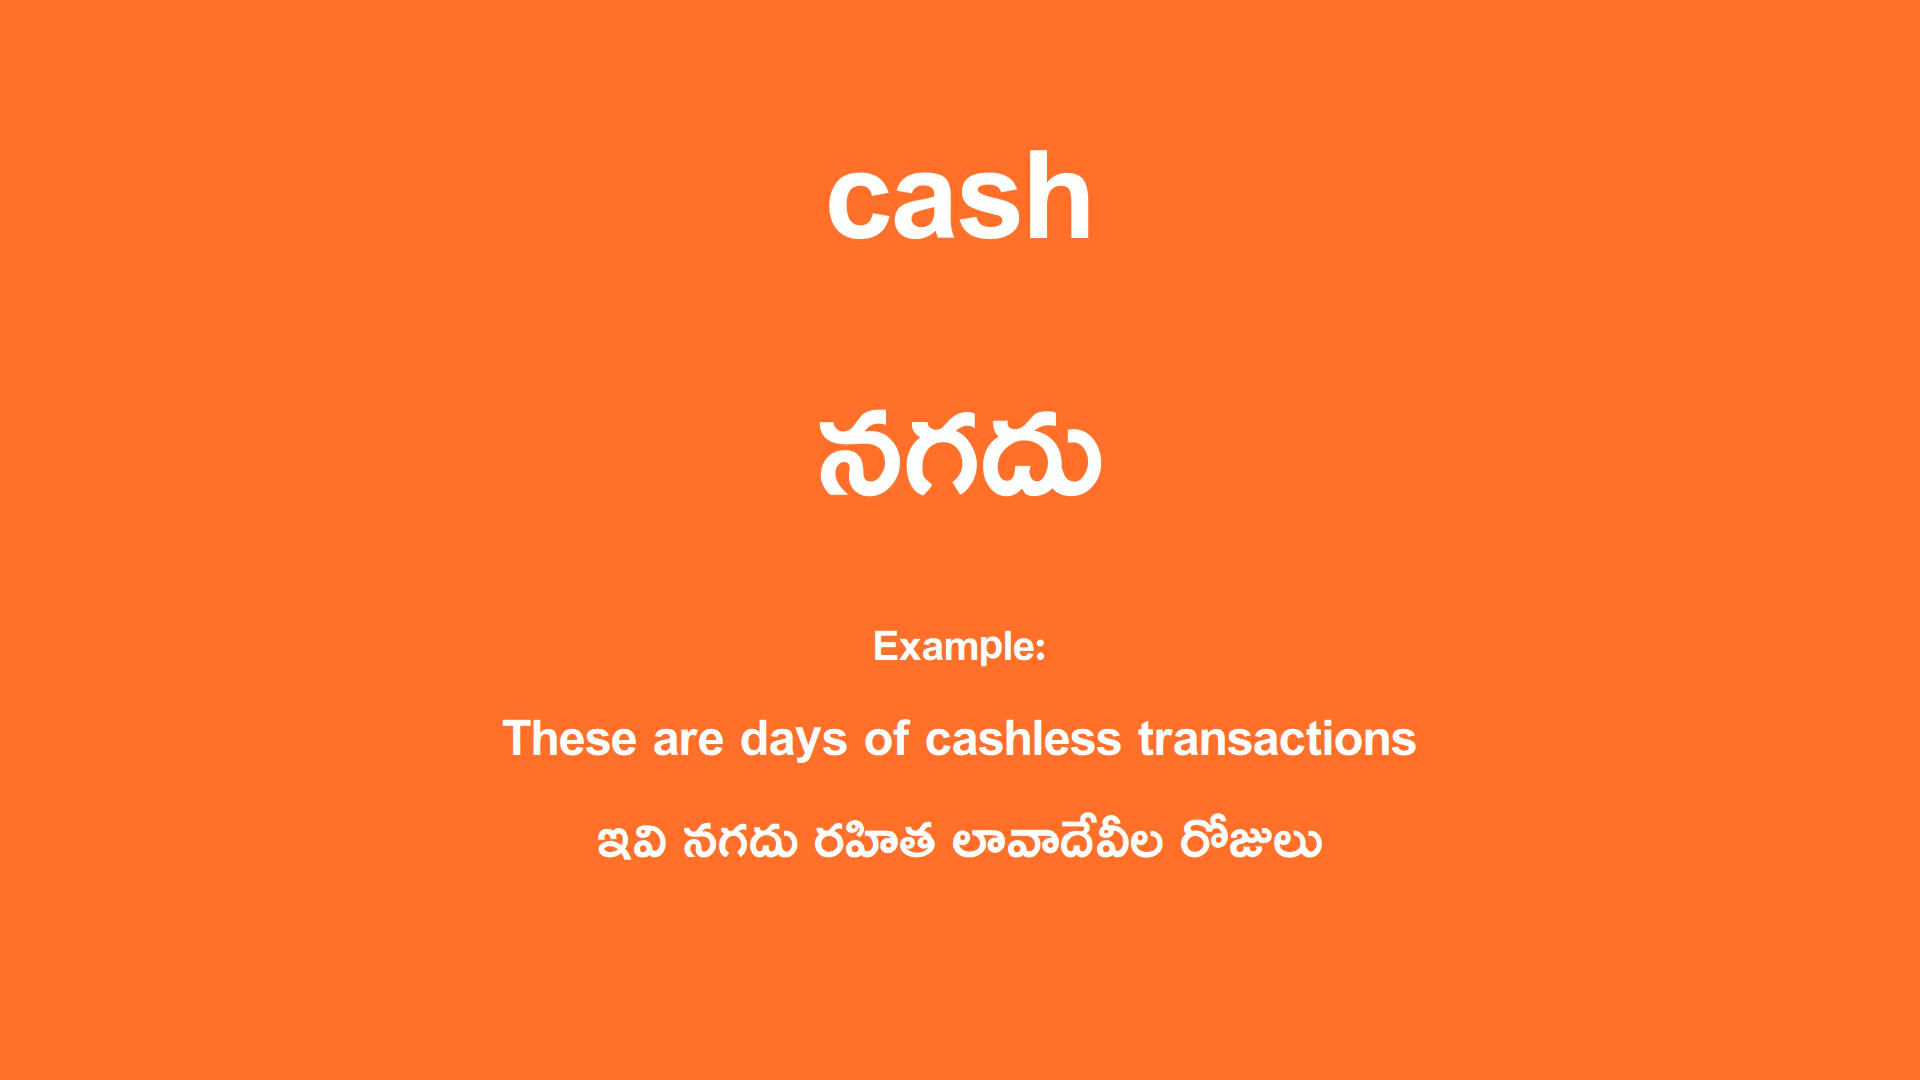 cash
నగదు
Example:
These are days of cashless transactions
ఇవి నగదు రహిత లావాదేవీల రోజులు